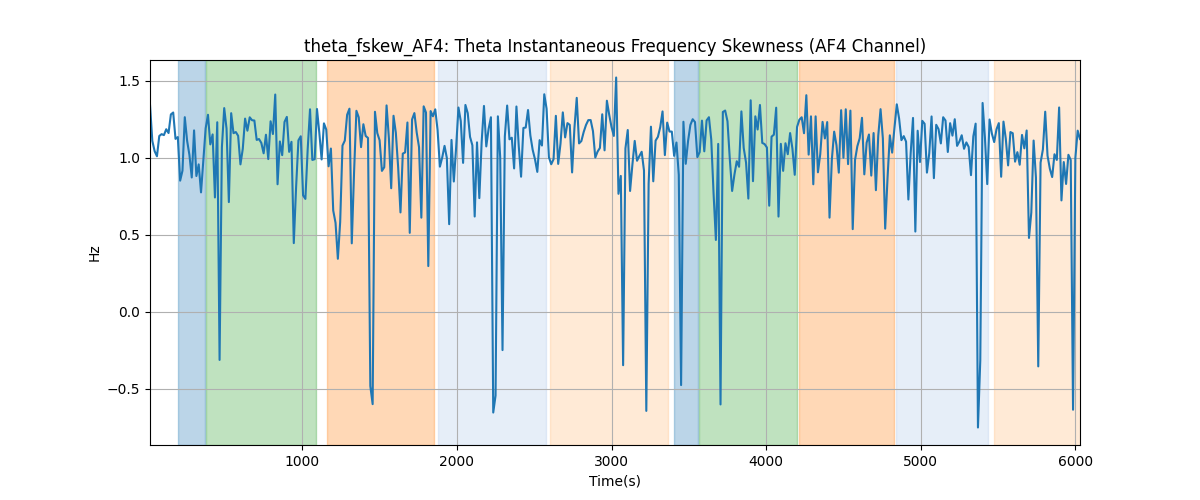 theta_fskew_AF4: Theta Instantaneous Frequency Skewness (AF4 Channel)
1.5
1.0
0.5
0.0
−0.5
Hz
1000 2000 3000 4000 5000 6000
Time(s)